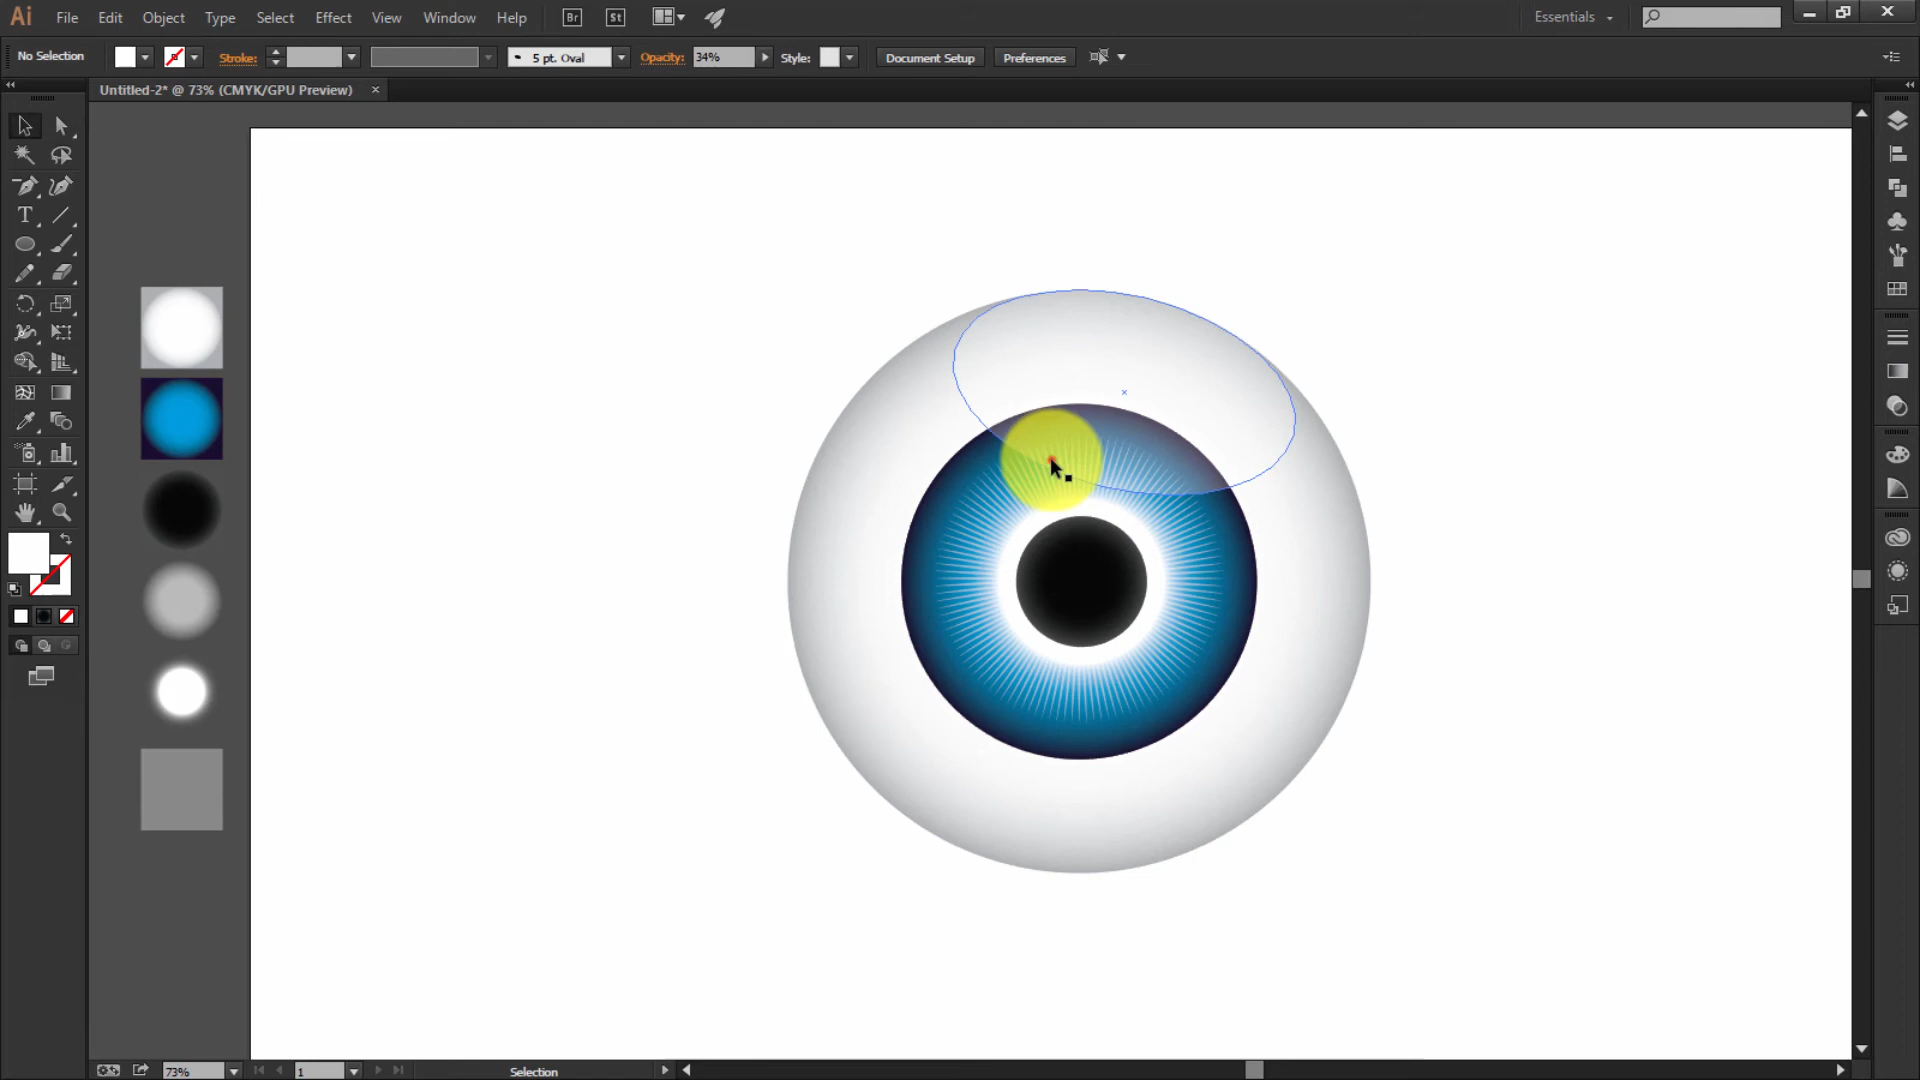 Ai File Edit Object Type Select Effect View Window Help Br St Essentials
No Selection Stroke: 5 pt. Oval Opacity: 34% Style: Document Setup Preferences
Untitled-2* @ 73% (CMYK/GPU Preview) ×
T
73% 1 Selection